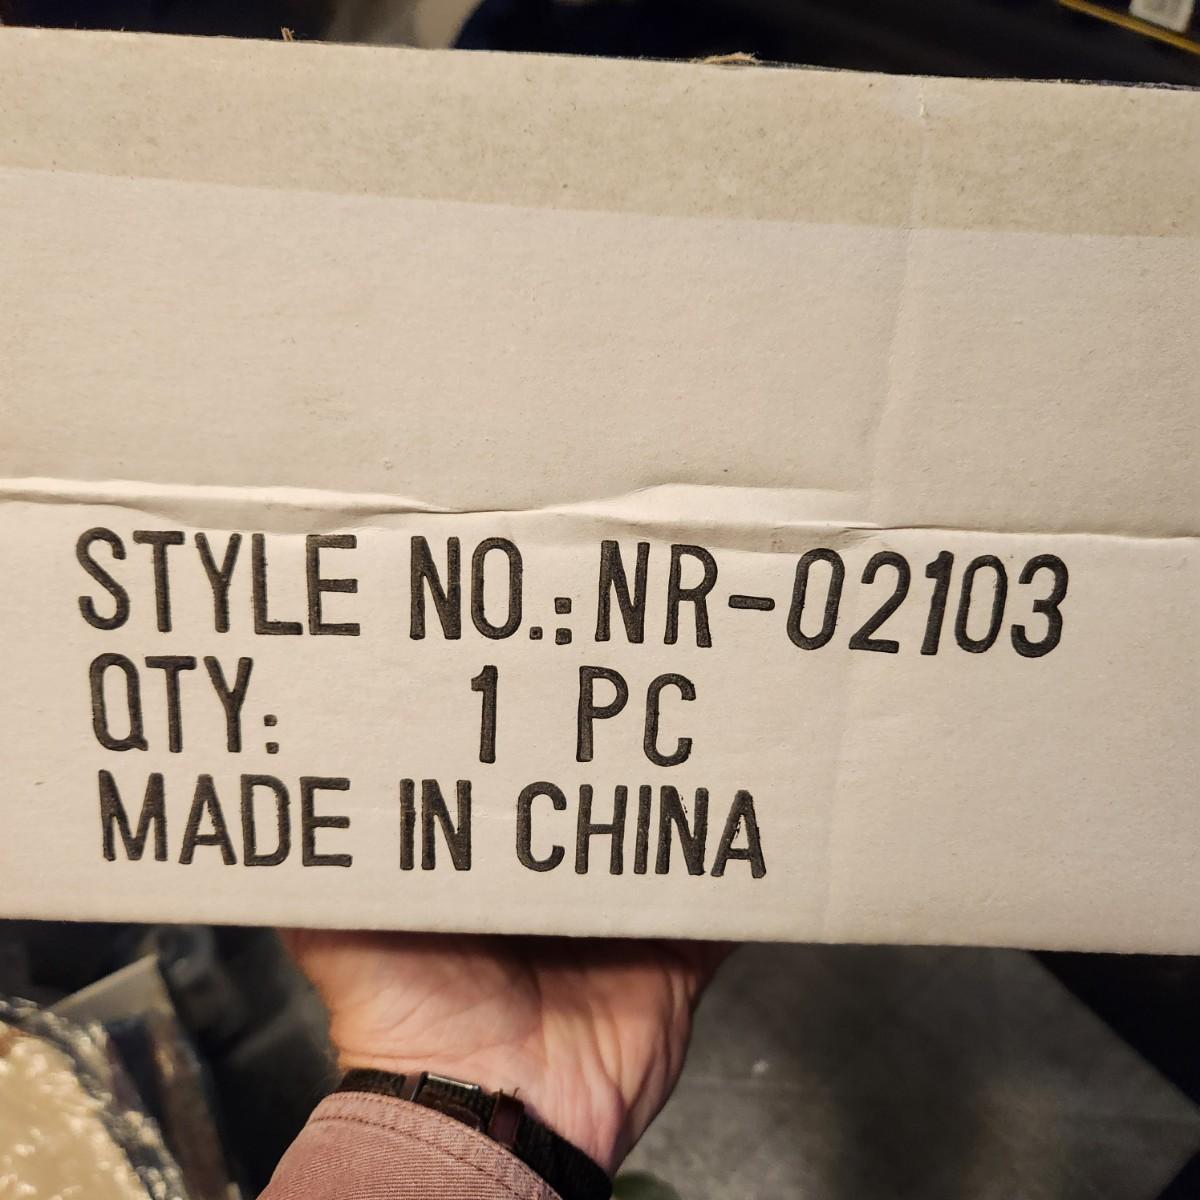 STYLE NO.:NR-02103
QTY: 1 PC
MADE IN CHINA